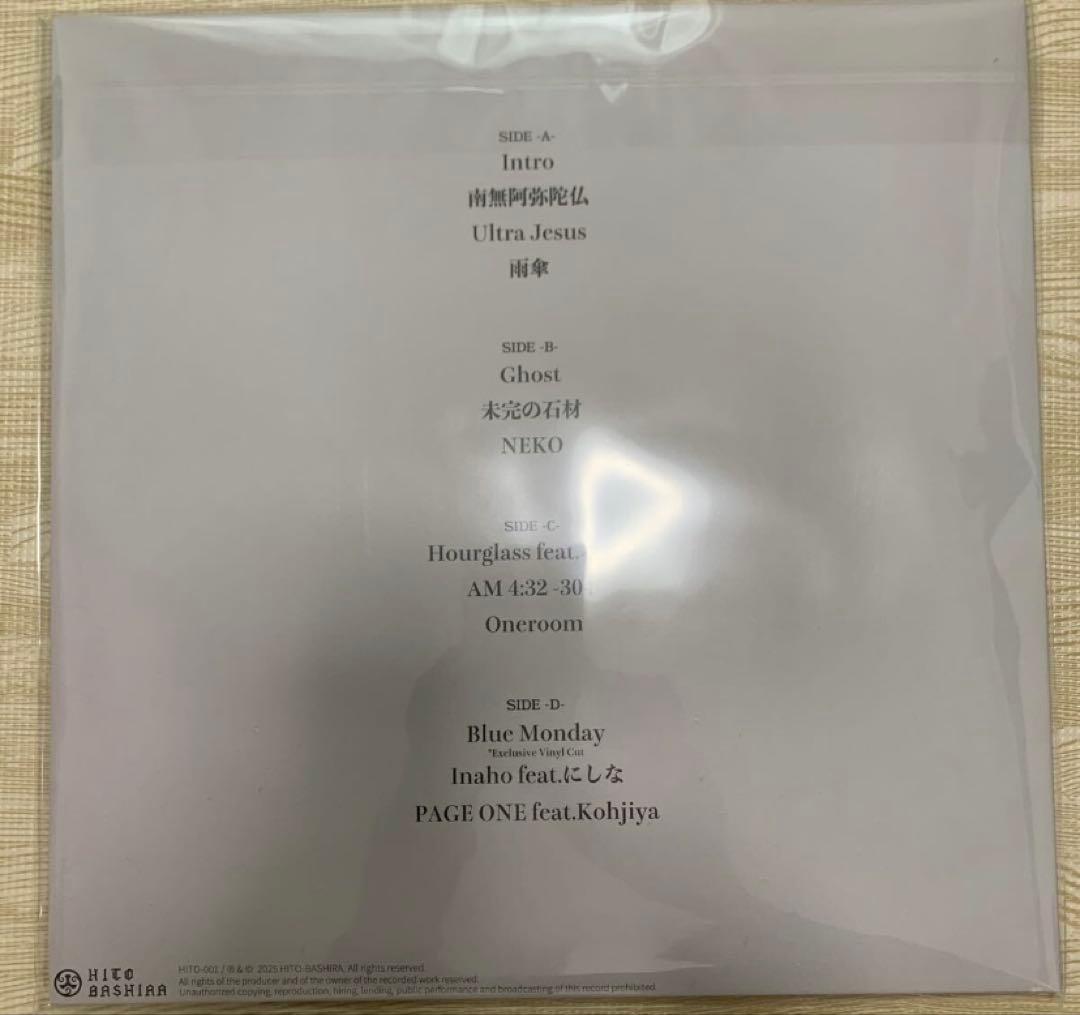 SIDE -A-
Intro
南無阿弥陀仏
Ultra Jesus
雨傘
SIDE -B-
Ghost
未完の石材
NEKO
SIDE -C-
Hourglass feat.
AM 4:32 -30
Oneroom
SIDE -D-
Blue Monday
*Exclusive Vinyl Cut
Inaho feat.にしな
PAGE ONE feat.Kohjiya
HITO
BASHIRA
HITO-001 / ℗ & © 2025 HITO-BASHIRA. All rights reserved.
All rights of the producer and of the owner of the recorded work reserved.
Unauthorized copying, reproduction, hiring, lending, public performance and broadcasting of this record prohibited.